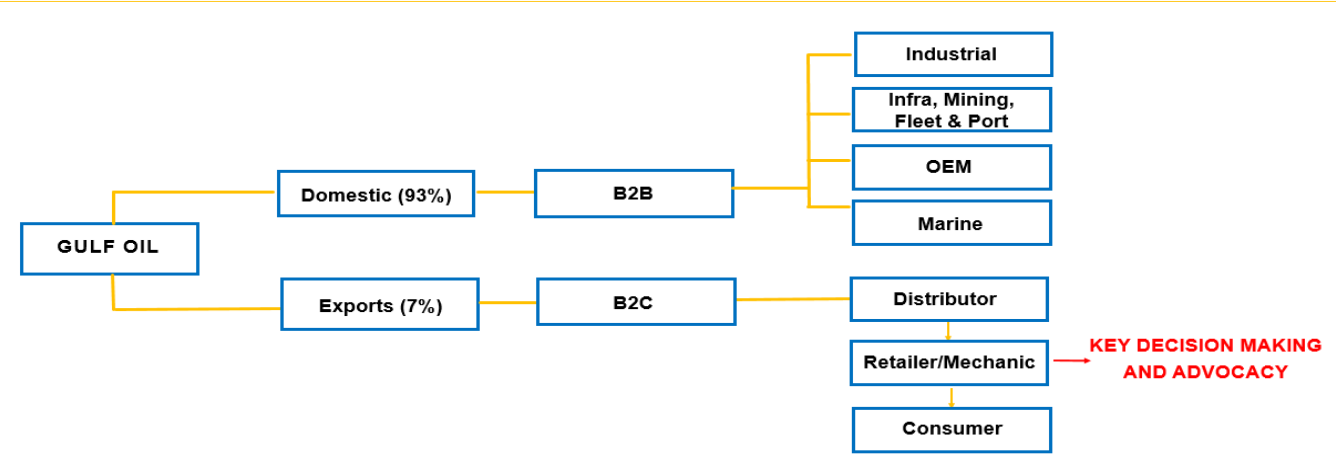 GULF OIL
Domestic (93%)
B2B
Industrial
Infra, Mining,
Fleet & Port
OEM
Marine
Exports (7%)
B2C
Distributor
Retailer/Mechanic
KEY DECISION MAKING
AND ADVOCACY
Consumer